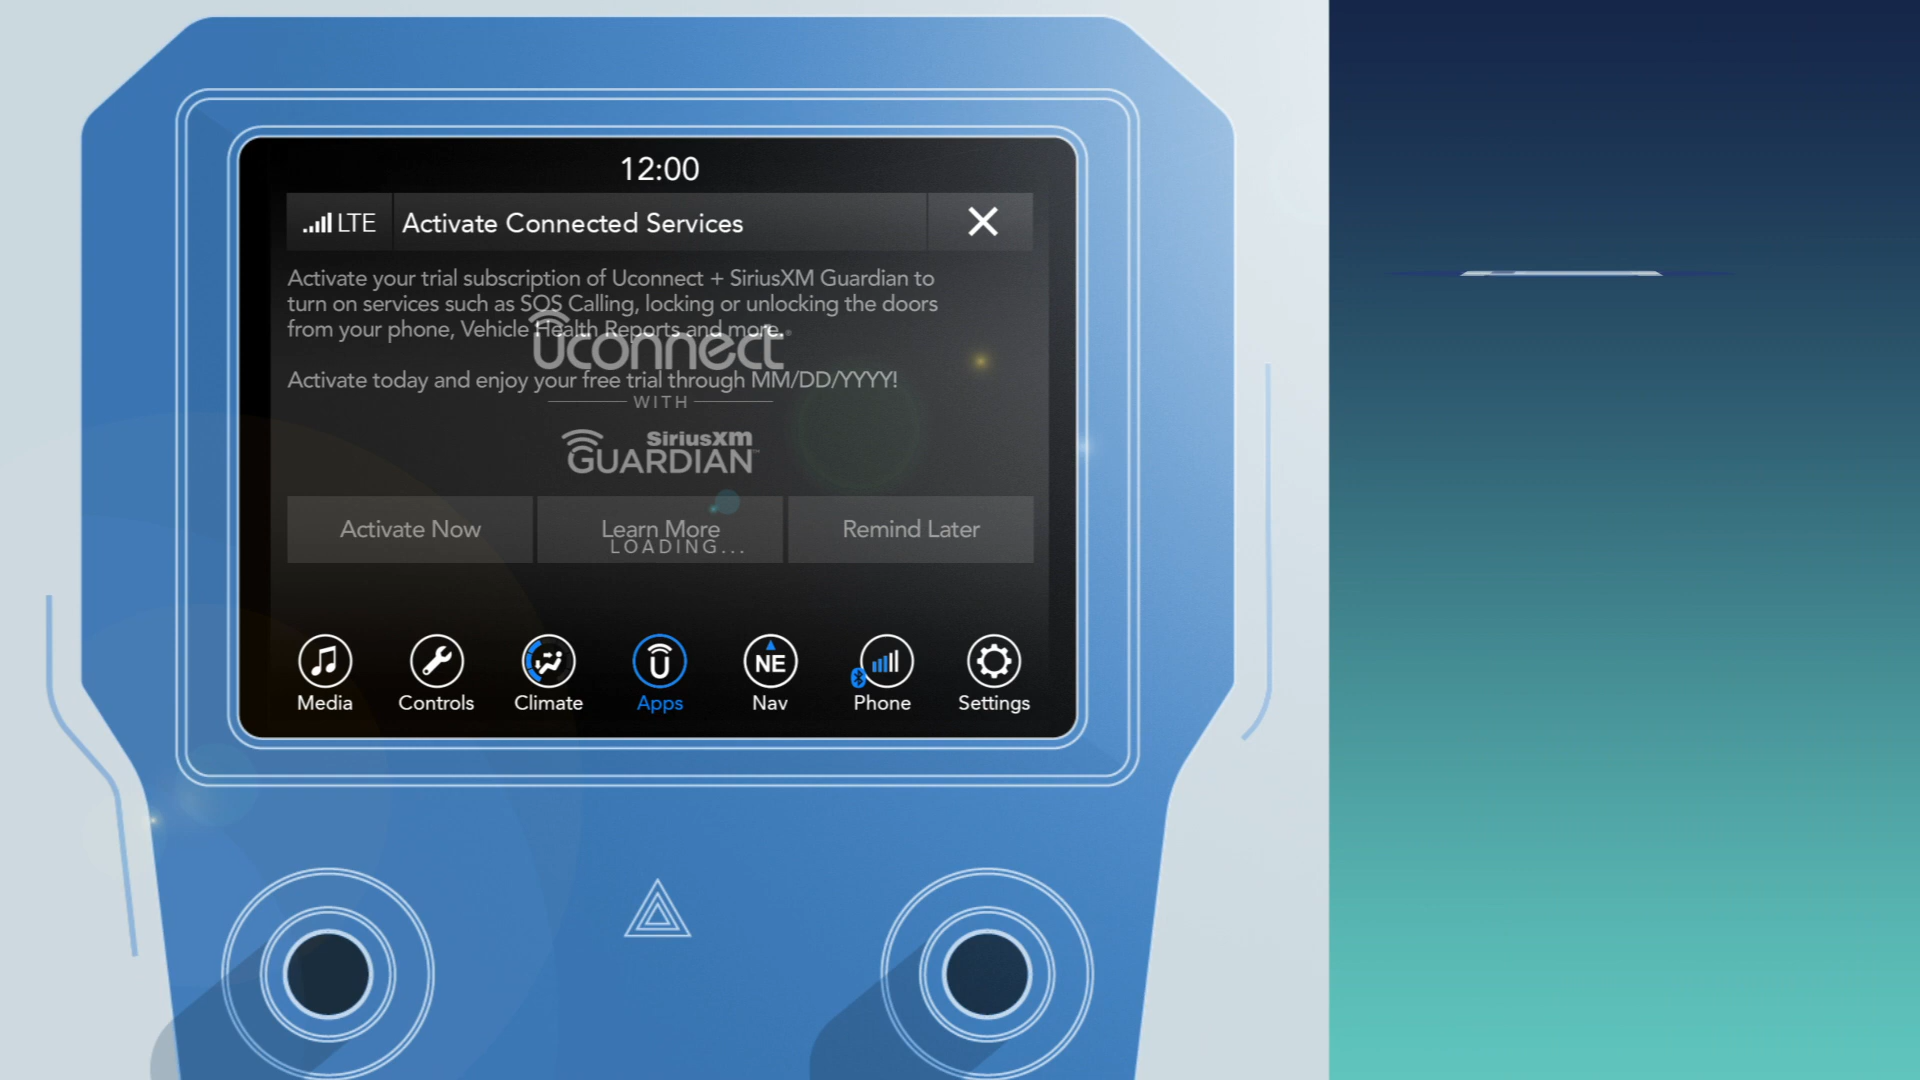 12:00
LTE Activate Connected Services
Activate your trial subscription of Uconnect + SiriusXM Guardian to
turn on services such as SOS Calling, locking or unlocking the doors
from your phone, Vehicle Health Reports and more.
Uconnect®
Activate today and enjoy your free trial through MM/DD/YYYY!
WITH
SiriusXM
GUARDIAN™
Activate Now Learn More Remind Later
LOADING...
NE
Media Controls Climate Apps Nav Phone Settings